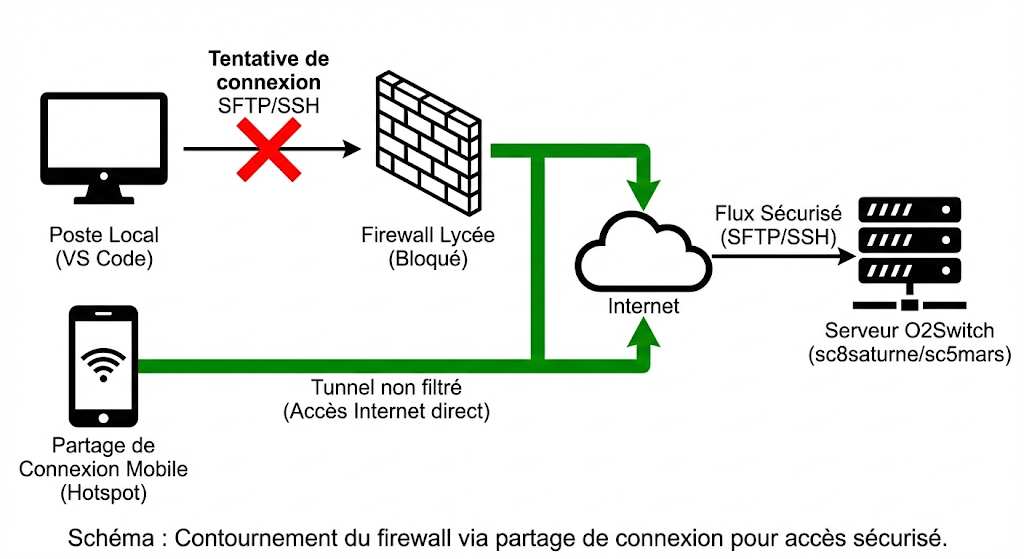 Tentative de
connexion
SFTP/SSH
Poste Local
(VS Code)
Firewall Lycée
(Bloqué)
Internet
Flux Sécurisé
(SFTP/SSH)
Serveur O2Switch
(sc8saturne/sc5mars)
Tunnel non filtré
(Accès Internet direct)
Partage de
Connexion Mobile
(Hotspot)
Schéma : Contournement du firewall via partage de connexion pour accès sécurisé.